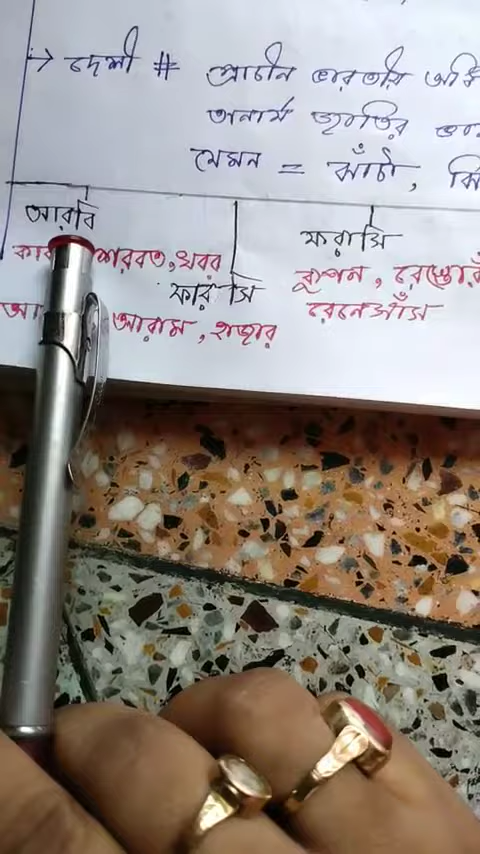 → দেশী # প্রাচীন ভারতের
অনার্য জাতির
যেমন = ঝাঁটা,
আরবি
শরবত, খবর
ফরাসি
কুপন, রেস্তোরাঁ
রেনেসাঁস
ফারসি
আরাম, হাজার